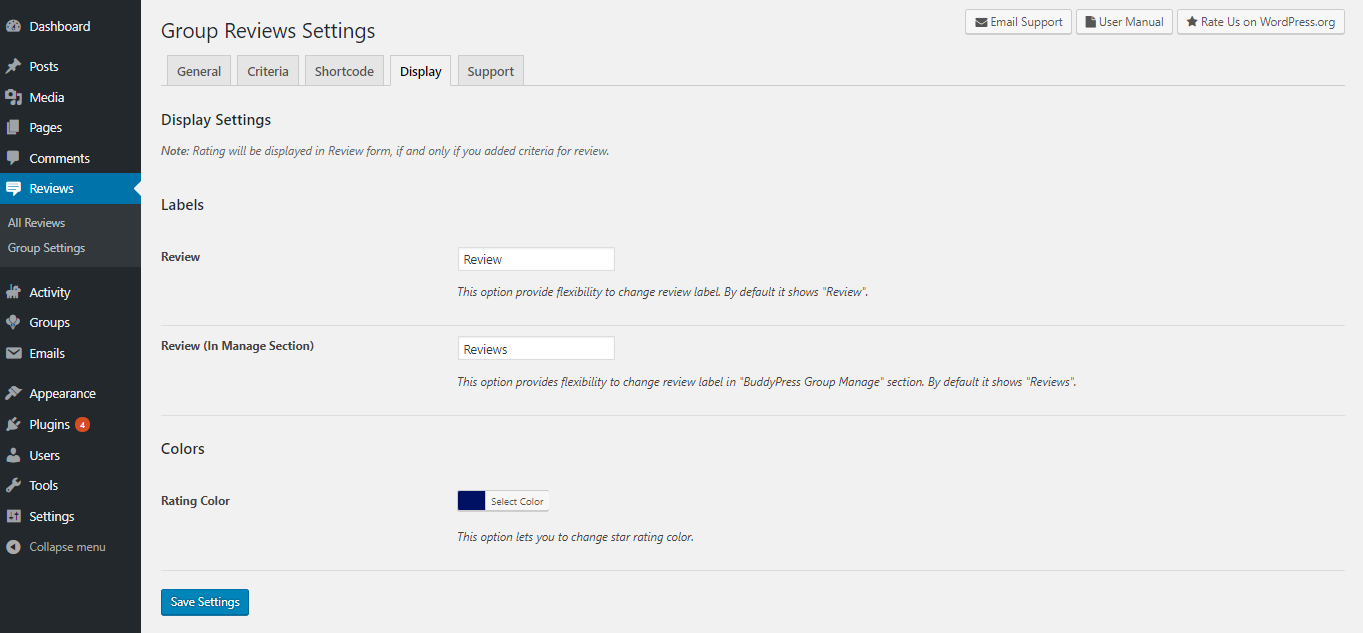 Dashboard
Posts
Media
Pages
Comments
Reviews
All Reviews
Group Settings
Activity
Groups
Emails
Appearance
Plugins 4
Users
Tools
Settings
Collapse menu
Group Reviews Settings
Email Support
User Manual
Rate Us on WordPress.org
General
Criteria
Shortcode
Display
Support
Display Settings
Note: Rating will be displayed in Review form, if and only if you added criteria for review.
Labels
Review
Review
This option provide flexibility to change review label. By default it shows "Review".
Review (In Manage Section)
Reviews
This option provides flexibility to change review label in "BuddyPress Group Manage" section. By default it shows "Reviews".
Colors
Rating Color
Select Color
This option lets you to change star rating color.
Save Settings